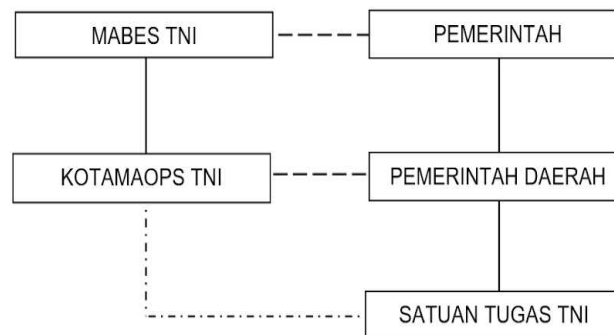 MABES TNI
PEMERINTAH
KOTAMAOPS TNI
PEMERINTAH DAERAH
SATUAN TUGAS TNI